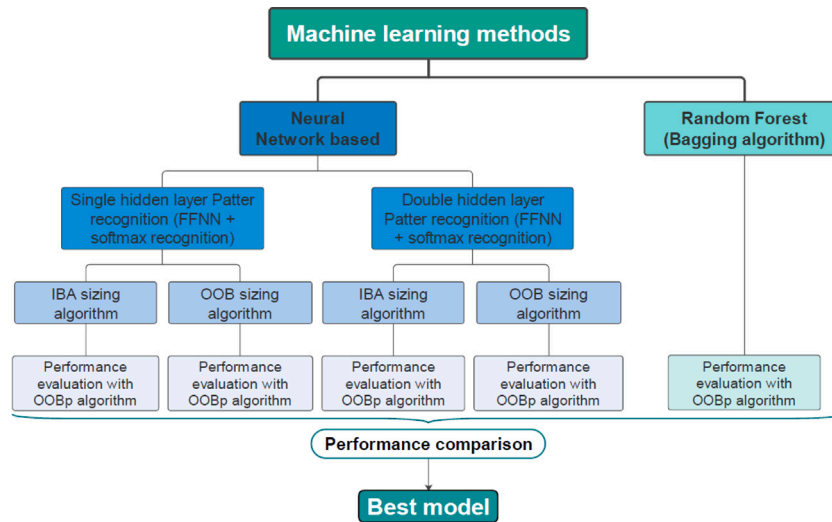 Machine learning methods
Neural
Network based
Random Forest
(Bagging algorithm)
Single hidden layer Patter
recognition (FFNN +
softmax recognition)
Double hidden layer
Patter recognition (FFNN
+ softmax recognition)
IBA sizing
algorithm
OOB sizing
algorithm
IBA sizing
algorithm
OOB sizing
algorithm
Performance
evaluation with
OOBp algorithm
Performance
evaluation with
OOBp algorithm
Performance
evaluation with
OOBp algorithm
Performance
evaluation with
OOBp algorithm
Performance
evaluation with
OOBp algorithm
Performance comparison
Best model